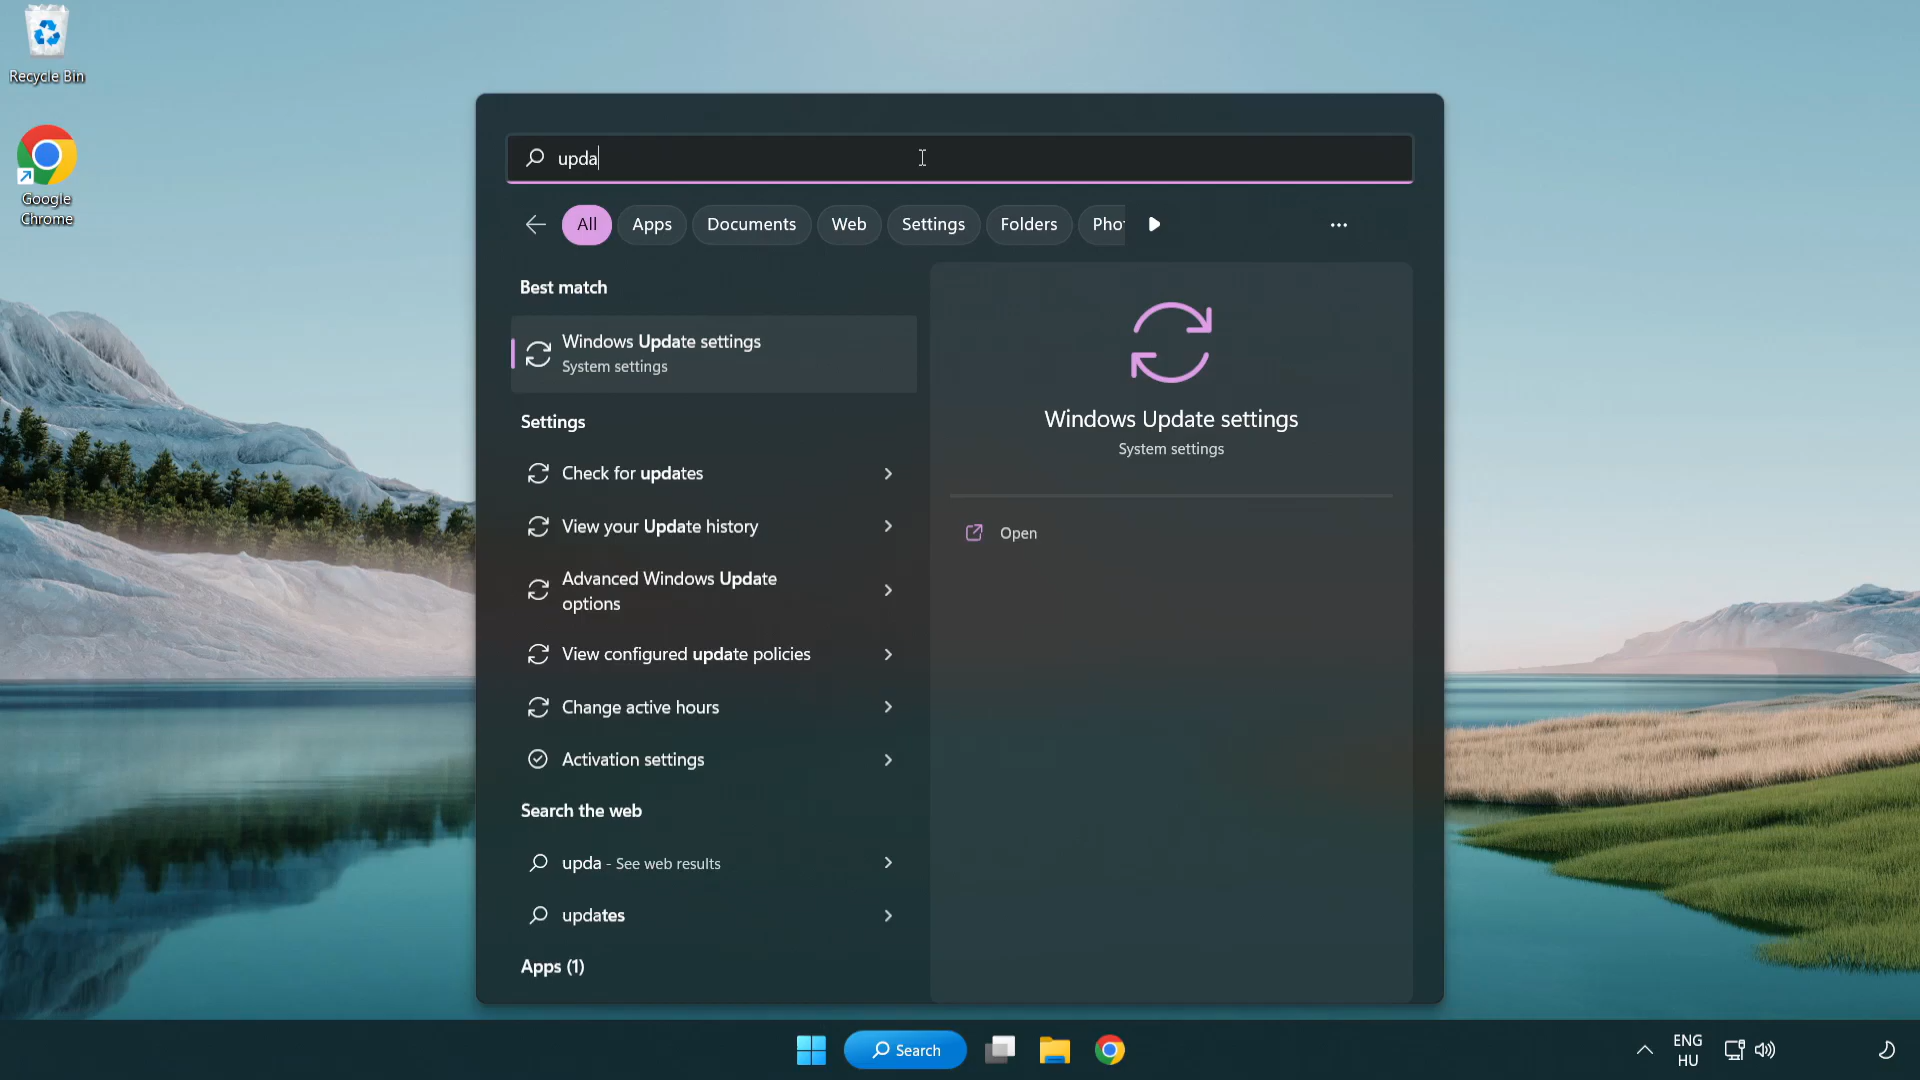 Recycle Bin
Google
Chrome
upda
All
Apps
Documents
Web
Settings
Folders
Pho
Best match
Windows Update settings
System settings
Settings
Check for updates
View your Update history
Advanced Windows Update
options
View configured update policies
Change active hours
Activation settings
Search the web
upda - See web results
updates
Apps (1)
Windows Update settings
System settings
Open
Search
ENG
HU